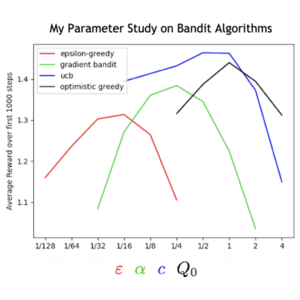 My Parameter Study on Bandit Algorithms
epsilon-greedy
gradient bandit
ucb
optimistic greedy
Average Reward over first 1000 steps
1.4
1.3
1.2
1.1
1/128 1/64 1/32 1/16 1/8 1/4 1/2 1 2 4
ε α c Q₀